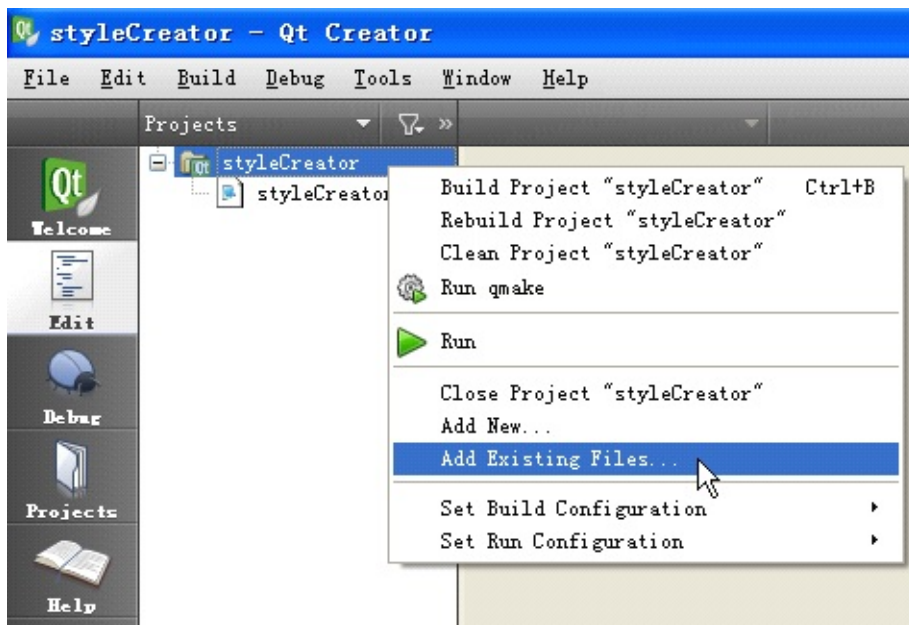 styleCreator - Qt Creator
File Edit Build Debug Tools Window Help
Projects
styleCreator
styleCreator
Qt
Welcome
Edit
Debug
Projects
Help
Build Project "styleCreator" Ctrl+B
Rebuild Project "styleCreator"
Clean Project "styleCreator"
Run qmake
Run
Close Project "styleCreator"
Add New...
Add Existing Files...
Set Build Configuration
Set Run Configuration